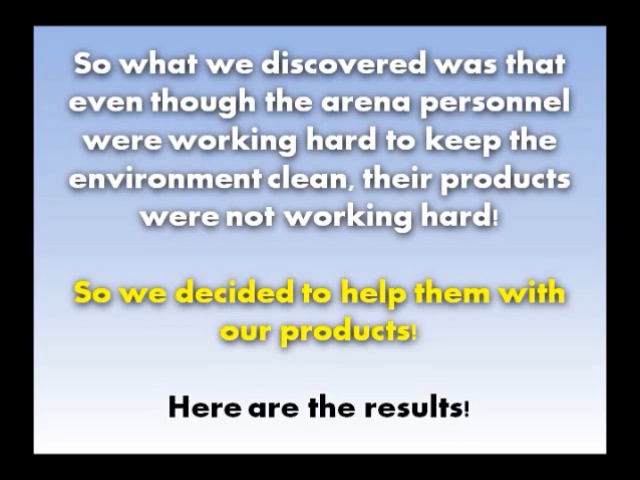 So what we discovered was that
even though the arena personnel
were working hard to keep the
environment clean, their products
were not working hard!
So we decided to help them with
our products!
Here are the results!